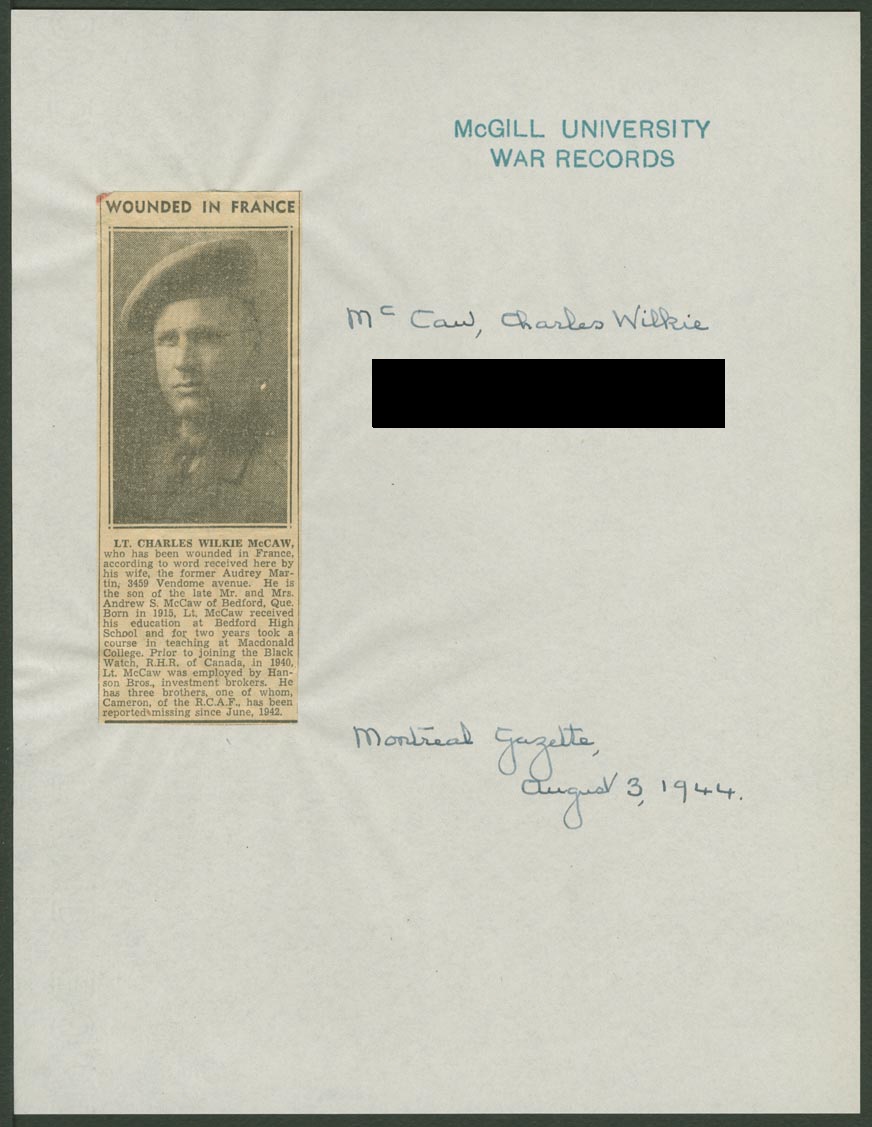 McGILL UNIVERSITY
WAR RECORDS
WOUNDED IN FRANCE
Mc Caw, Charles Wilkie
LT. CHARLES WILKIE McCAW,
who has been wounded in France,
according to word received here by
his wife, the former Audrey Mar-
tin, 3459 Vendome avenue. He is
the son of the late Mr. and Mrs.
Andrew S. McCaw of Bedford, Que.
Born in 1915, Lt. McCaw received
his education at Bedford High
School and for two years took a
course in teaching at Macdonald
College. Prior to joining the Black
Watch, R.H.R. of Canada, in 1940,
Lt. McCaw was employed by Han-
son Bros., investment brokers. He
has three brothers, one of whom,
Cameron, of the R.C.A.F., has been
reported missing since June, 1942.
Montreal Gazette,
August 3, 1944.